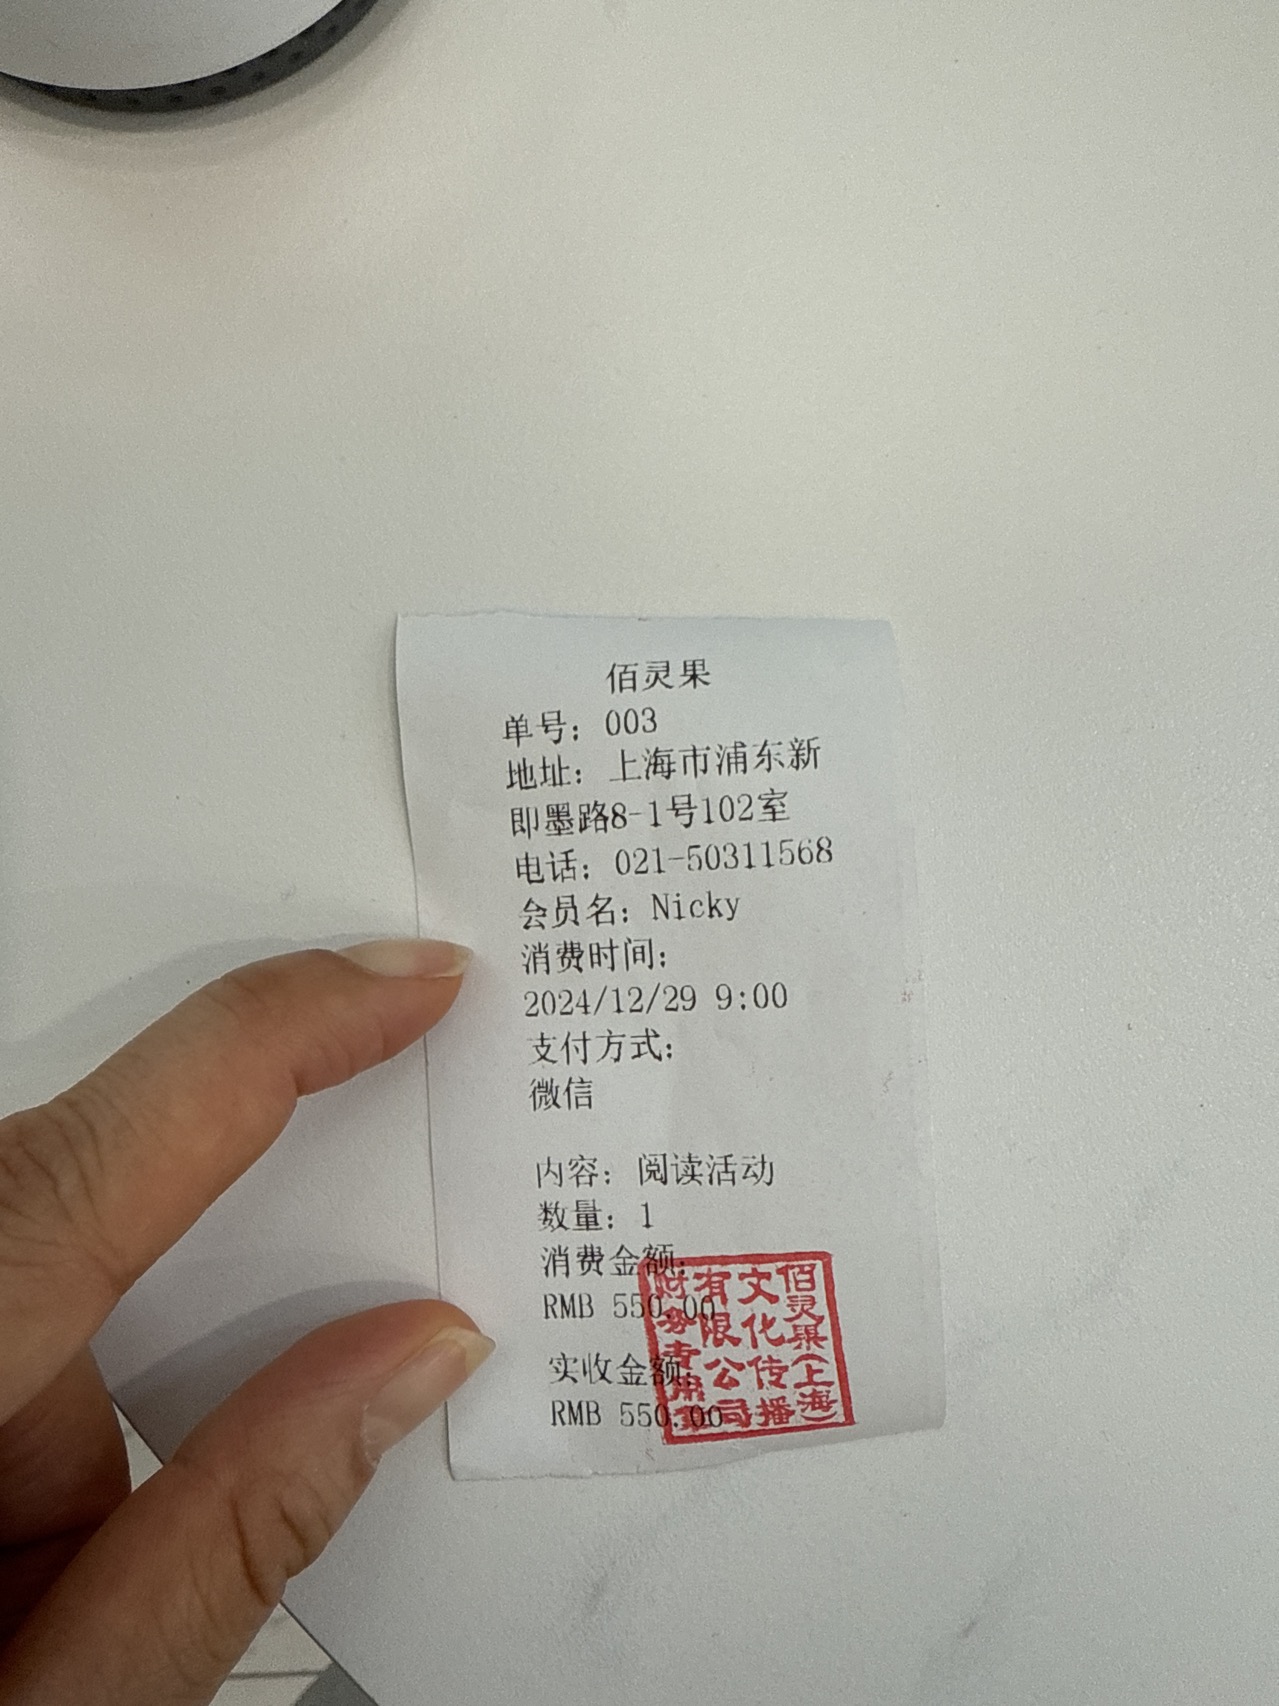 佰灵果
单号：003
地址：上海市浦东新
即墨路8-1号102室
电话：021-50311568
会员名：Nicky
消费时间：
2024/12/29 9:00
支付方式：
微信
内容：阅读活动
数量：1
消费金额：
RMB 550.00
实收金额：
RMB 550.00
佰灵果(上海)
文化传播
有限公司
财务专用章